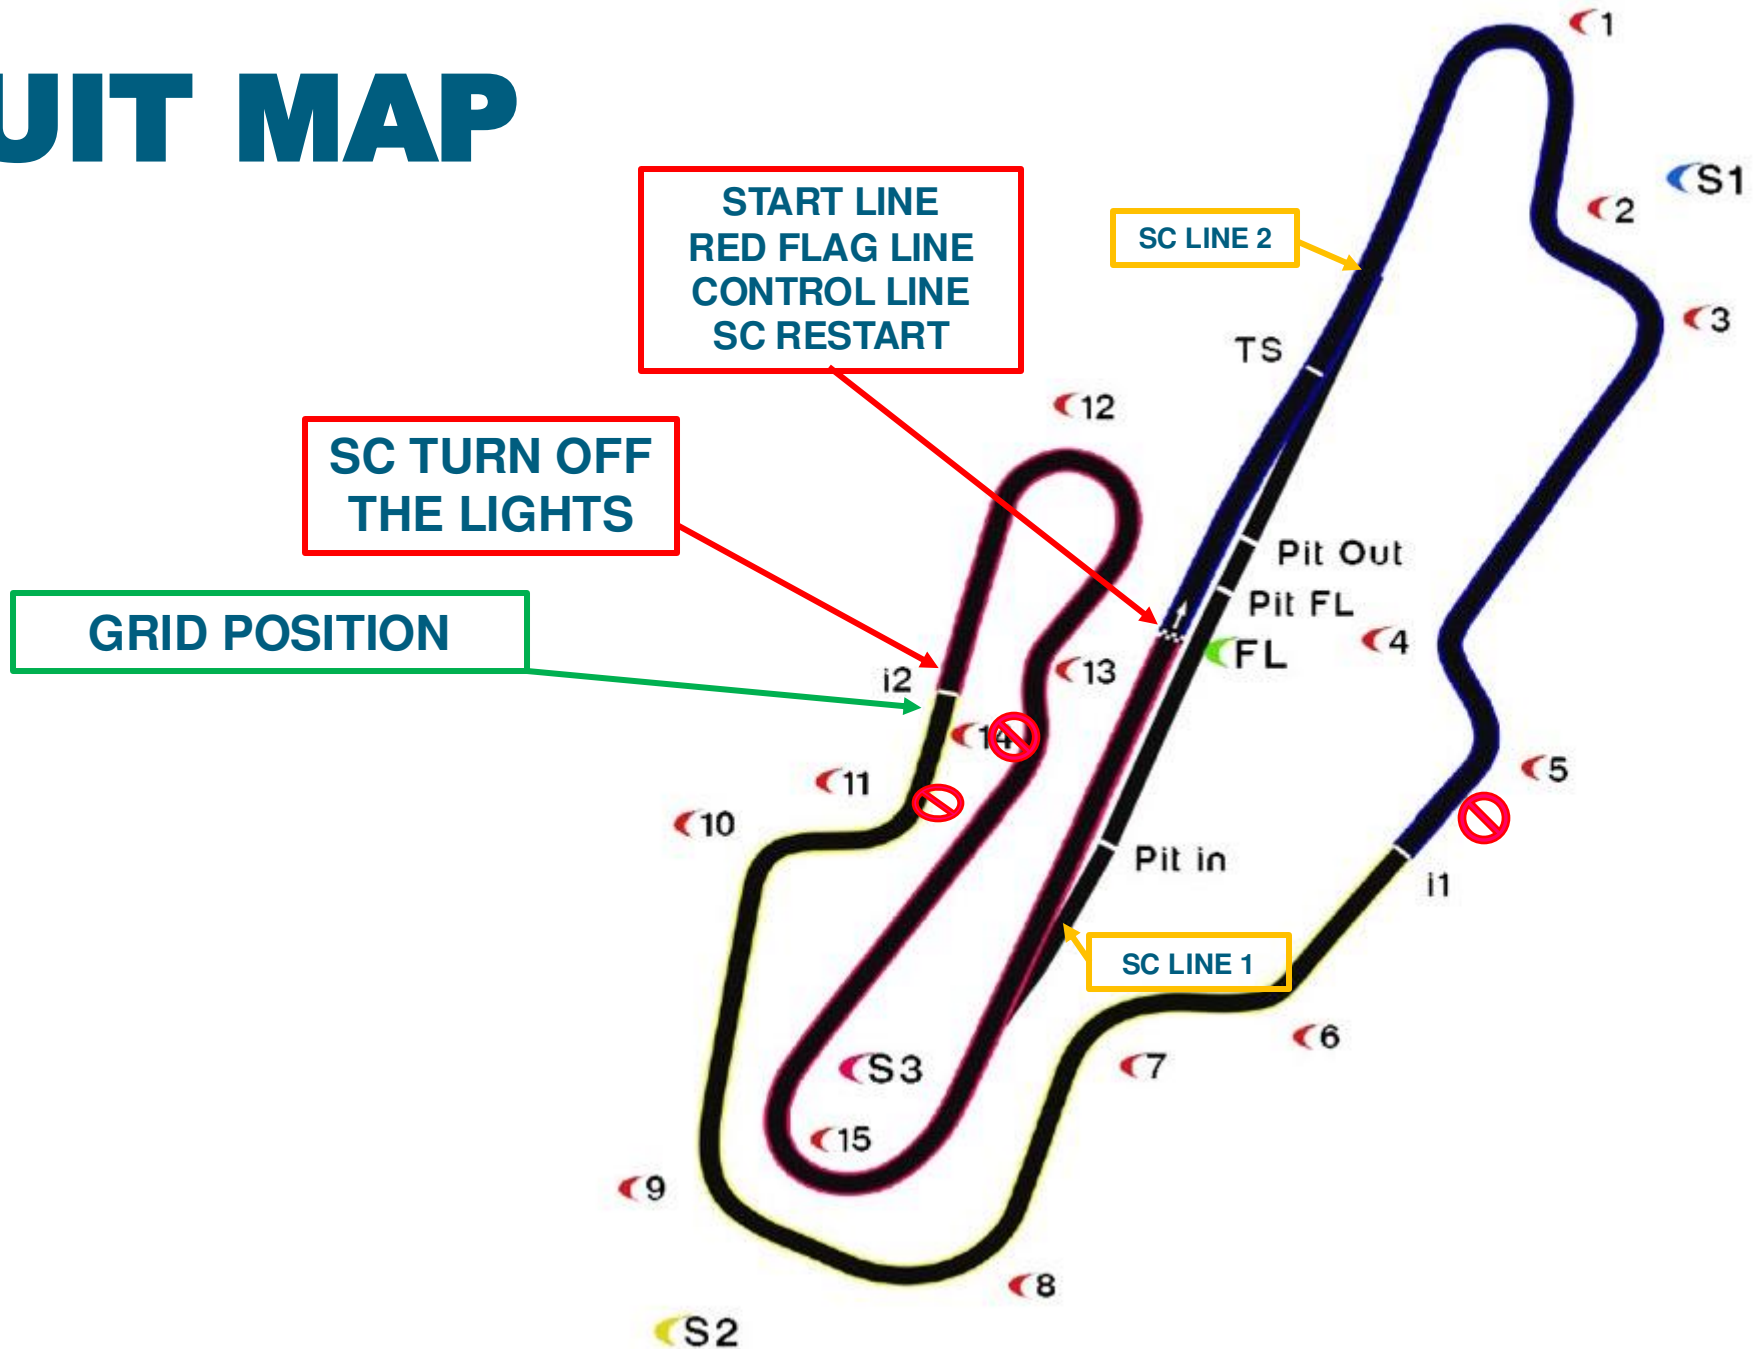 UIT MAP
1
S1
START LINE
RED FLAG LINE
CONTROL LINE
SC RESTART
2
SC LINE 2
3
TS
12
SC TURN OFF
THE LIGHTS
Pit Out
Pit FL
GRID POSITION
4
FL
13
i2
14
5
11
10
Pit in
i1
SC LINE 1
6
7
S3
15
9
8
S2